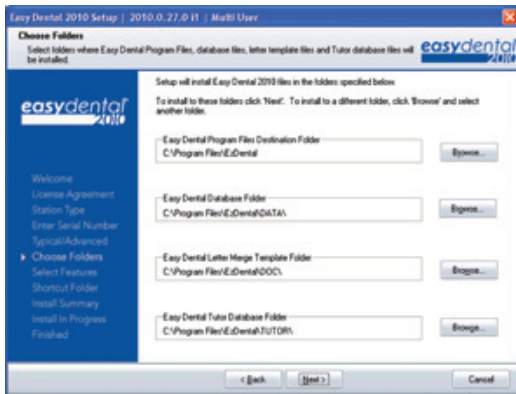 Easy Dental 2010 Setup | 2010.0.27.0 i1 | Multi User
Choose Folders
Select folders where Easy Dental Program Files, database files, letter template files and Tutor database files will
be installed.
easydental
2010
Setup will install Easy Dental 2010 files in the folders specified below.
To install to these folders click 'Next'. To install to a different folder, click 'Browse' and select
another folder.
easydental
2010
Welcome
License Agreement
Station Type
Enter Serial Number
Typical/Advanced
Choose Folders
Select Features
Shortcut Folder
Install Summary
Install In Progress
Finished
Easy Dental Program Files Destination Folder
C:\Program Files\EzDental
Browse...
Easy Dental Database Folder
C:\Program Files\EzDental\DATA\
Browse...
Easy Dental Letter Merge Template Folder
C:\Program Files\EzDental\DOC\
Browse...
Easy Dental Tutor Database Folder
C:\Program Files\EzDental\TUTOR\
Browse...
< Back
Next >
Cancel